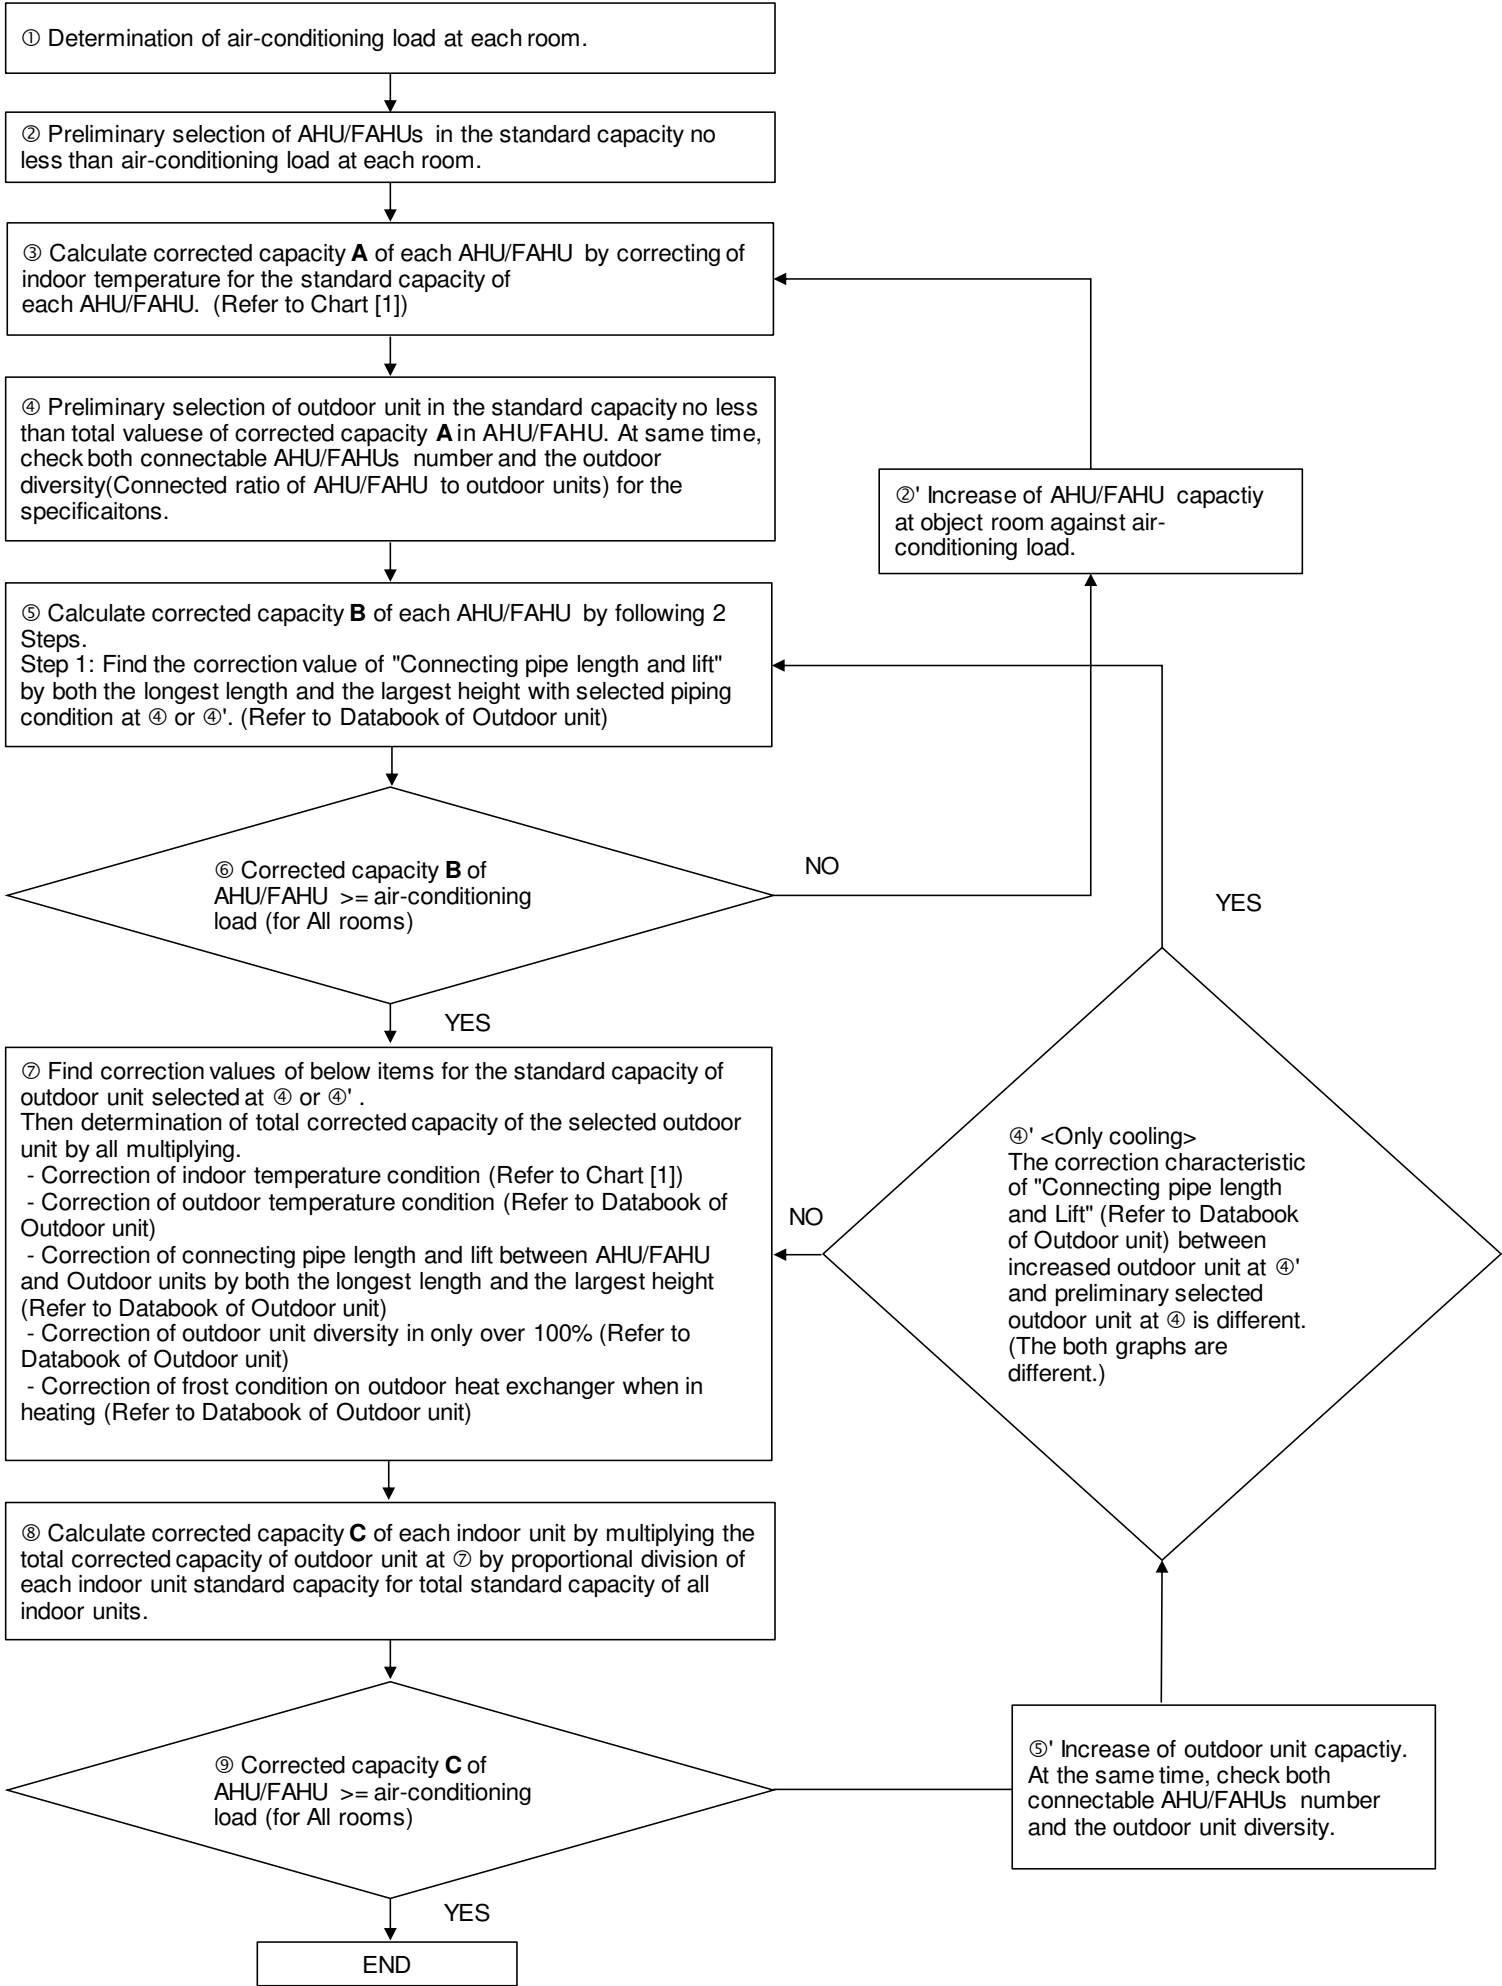 ① Determination of air-conditioning load at each room.
② Preliminary selection of AHU/FAHUs in the standard capacity no
less than air-conditioning load at each room.
③ Calculate corrected capacity A of each AHU/FAHU by correcting of
indoor temperature for the standard capacity of
each AHU/FAHU. (Refer to Chart [1])
④ Preliminary selection of outdoor unit in the standard capacity no less
than total valuese of corrected capacity A in AHU/FAHU. At same time,
check both connectable AHU/FAHUs number and the outdoor
diversity(Connected ratio of AHU/FAHU to outdoor units) for the
specificaitons.
②' Increase of AHU/FAHU capactiy
at object room against air-
conditioning load.
⑤ Calculate corrected capacity B of each AHU/FAHU by following 2
Steps.
Step 1: Find the correction value of "Connecting pipe length and lift"
by both the longest length and the largest height with selected piping
condition at ④ or ④'. (Refer to Databook of Outdoor unit)
⑥ Corrected capacity B of
AHU/FAHU >= air-conditioning
load (for All rooms)
NO
YES
YES
⑦ Find correction values of below items for the standard capacity of
outdoor unit selected at ④ or ④' .
Then determination of total corrected capacity of the selected outdoor
unit by all multiplying.
- Correction of indoor temperature condition (Refer to Chart [1])
- Correction of outdoor temperature condition (Refer to Databook of
Outdoor unit)
- Correction of connecting pipe length and lift between AHU/FAHU
and Outdoor units by both the longest length and the largest height
(Refer to Databook of Outdoor unit)
- Correction of outdoor unit diversity in only over 100% (Refer to
Databook of Outdoor unit)
- Correction of frost condition on outdoor heat exchanger when in
heating (Refer to Databook of Outdoor unit)
NO
④' <Only cooling>
The correction characteristic
of "Connecting pipe length
and Lift" (Refer to Databook
of Outdoor unit) between
increased outdoor unit at ④'
and preliminary selected
outdoor unit at ④ is different.
(The both graphs are
different.)
⑧ Calculate corrected capacity C of each indoor unit by multiplying the
total corrected capacity of outdoor unit at ⑦ by proportional division of
each indoor unit standard capacity for total standard capacity of all
indoor units.
⑨ Corrected capacity C of
AHU/FAHU >= air-conditioning
load (for All rooms)
⑤' Increase of outdoor unit capactiy.
At the same time, check both
connectable AHU/FAHUs number
and the outdoor unit diversity.
YES
END